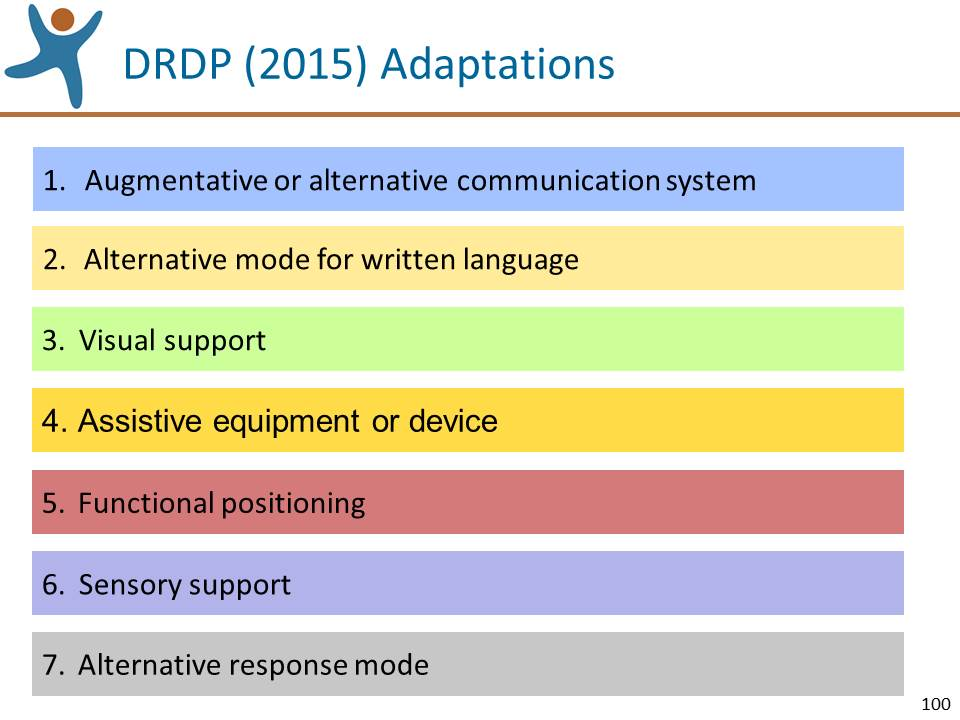 DRDP (2015) Adaptations
1. Augmentative or alternative communication system
2. Alternative mode for written language
3. Visual support
4. Assistive equipment or device
5. Functional positioning
6. Sensory support
7. Alternative response mode
100